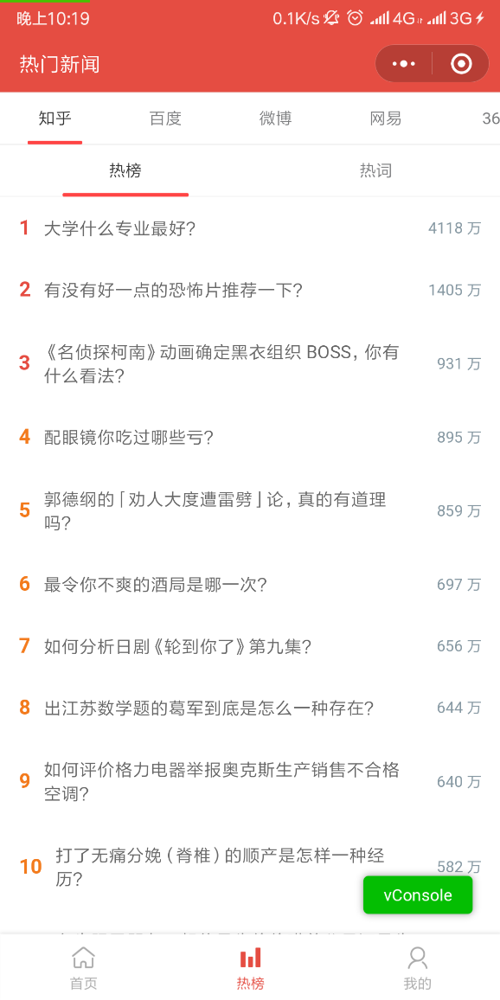 晚上10:19 0.1K/s 4G 3G
热门新闻
知乎 百度 微博 网易 36
热榜 热词
1 大学什么专业最好? 4118 万
2 有没有好一点的恐怖片推荐一下? 1405 万
3 《名侦探柯南》动画确定黑衣组织 BOSS, 你有 931 万
什么看法?
4 配眼镜你吃过哪些亏? 895 万
5 郭德纲的「劝人大度遭雷劈」论, 真的有道理 859 万
吗?
6 最令你不爽的酒局是哪一次? 697 万
7 如何分析日剧《轮到你了》第九集? 656 万
8 出江苏数学题的葛军到底是怎么一种存在? 644 万
9 如何评价格力电器举报奥克斯生产销售不合格 640 万
空调?
10 打了无痛分娩（脊椎）的顺产是怎样一种经 582 万
历?
vConsole
首页 热榜 我的